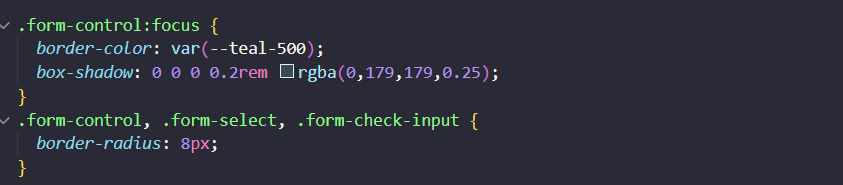 .form-control:focus {
border-color: var(--teal-500);
box-shadow: 0 0 0 0.2rem rgba(0,179,179,0.25);
}
.form-control, .form-select, .form-check-input {
border-radius: 8px;
}